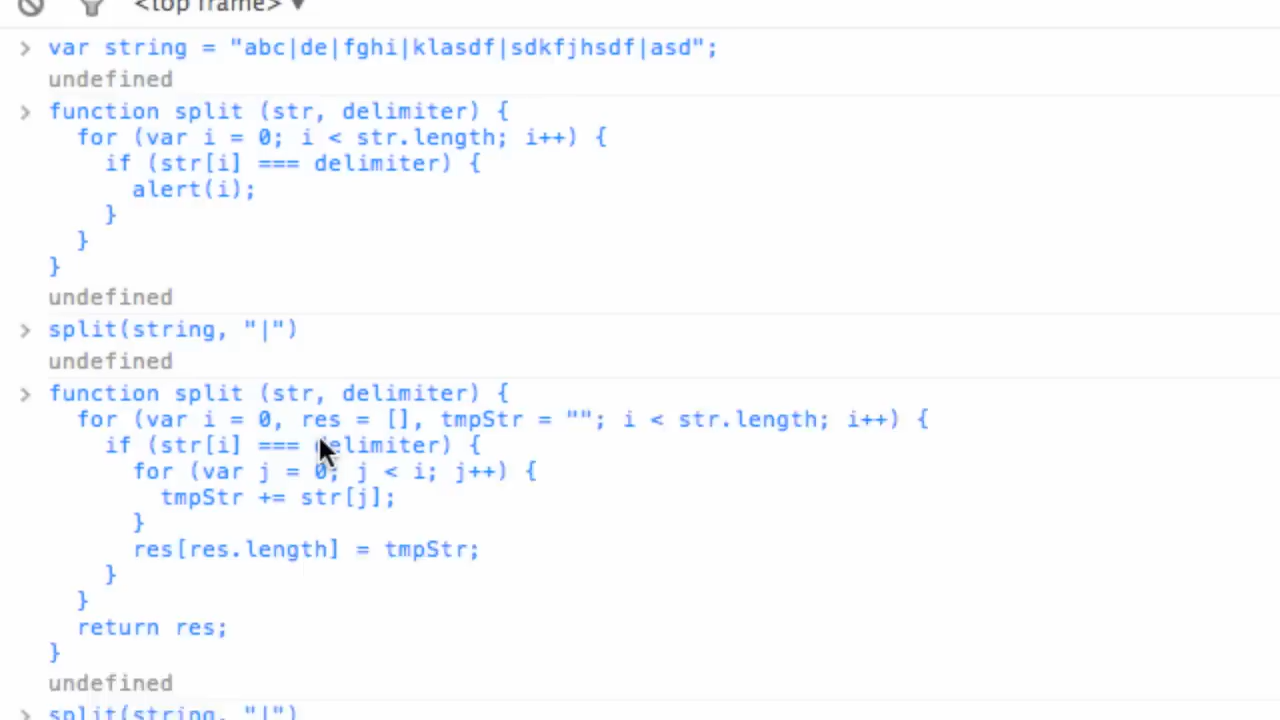 <top frame> ▼
> var string = "abc|de|fghi|klasdf|sdkfjhsdf|asd";
undefined
> function split (str, delimiter) {
for (var i = 0; i < str.length; i++) {
if (str[i] === delimiter) {
alert(i);
}
}
}
undefined
> split(string, "|")
undefined
> function split (str, delimiter) {
for (var i = 0, res = [], tmpStr = ""; i < str.length; i++) {
if (str[i] === delimiter) {
for (var j = 0; j < i; j++) {
tmpStr += str[j];
}
res[res.length] = tmpStr;
}
}
return res;
}
undefined
> split(string, "|")